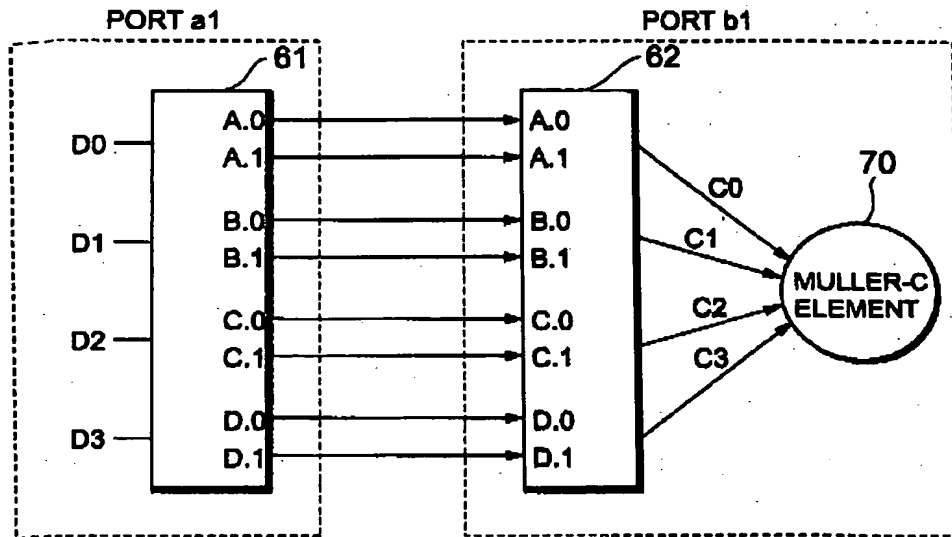 PORT a1
PORT b1
61
62
70
D0
D1
D2
D3
A.0
A.1
B.0
B.1
C.0
C.1
D.0
D.1
A.0
A.1
B.0
B.1
C.0
C.1
D.0
D.1
C0
C1
C2
C3
MULLER-C
ELEMENT